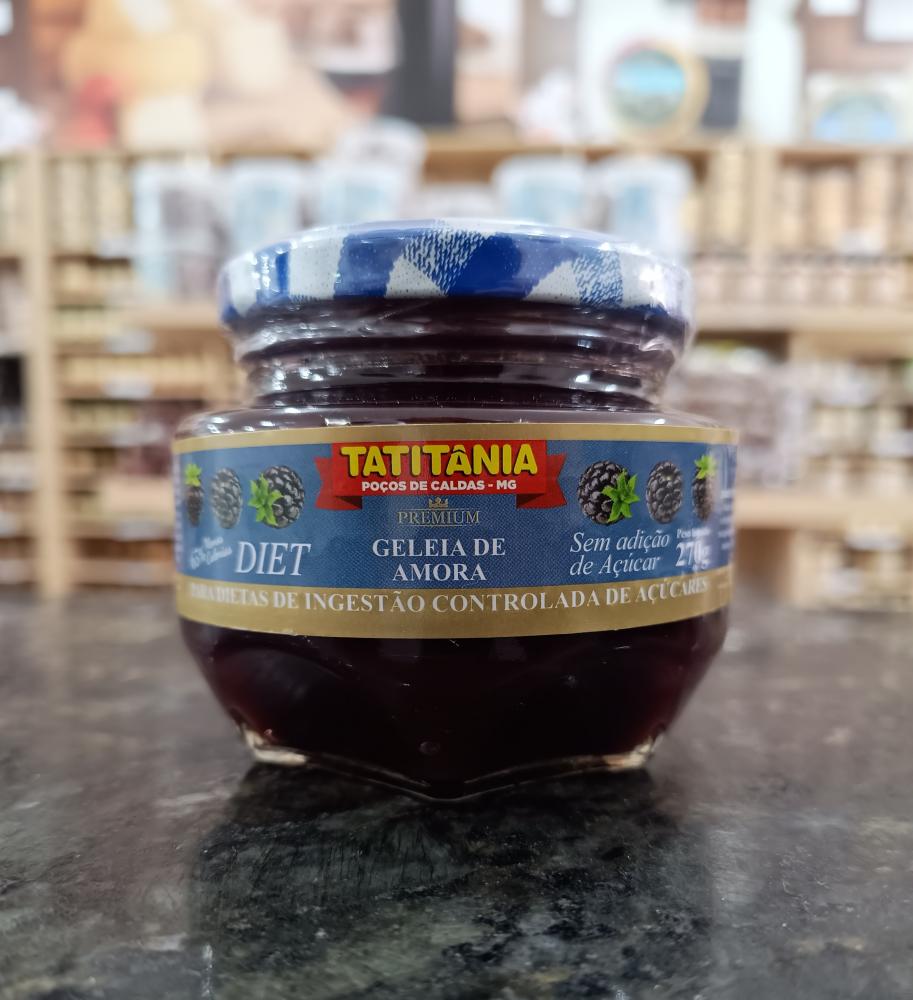 TATITÂNIA
POÇOS DE CALDAS - MG
PREMIUM
DIET
GELEIA DE
AMORA
Sem adição
de Açúcar
270g
PARA DIETAS DE INGESTÃO CONTROLADA DE AÇÚCARES